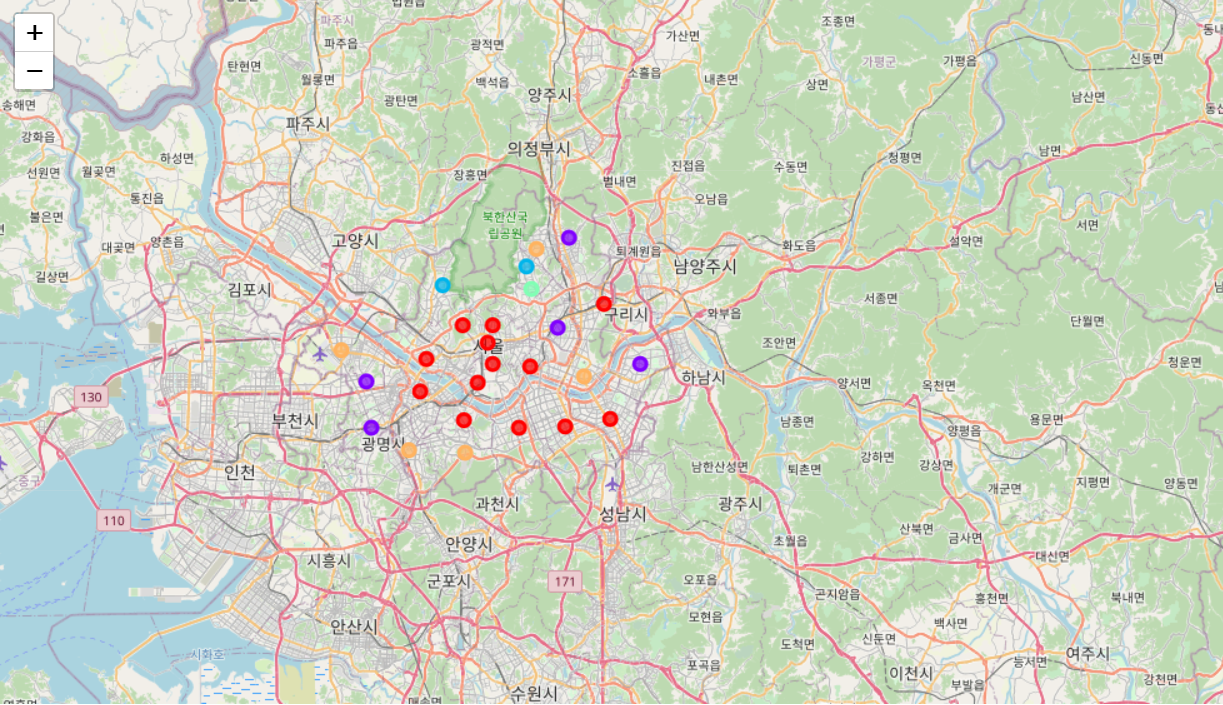 +
−
파주시
파주읍
광적면
가산면
조종면
탄현면
월롱면
백석읍
소흘읍
내촌면
상면
가평군
가평읍
신동면
송해면
광탄면
양주시
남산면
강화읍
파주시
의정부시
남면
하성면
진접읍
수동면
청평면
선원면
월곶면
장흥면
별내면
통진읍
오남읍
불은면
북한산국
립공원
서면
대곶면
양촌읍
고양시
퇴계원읍
화도읍
설악면
길상면
김포시
남양주시
서종면
구리시
와부읍
단월면
서울
조안면
청운면
130
하남시
양서면
옥천면
부천시
남종면
용문면
광명시
양평읍
인천
남한산성면
퇴촌면
강하면
강상면
중구
개군면
지평면
양동면
110
과천시
성남시
광주시
산북면
금사면
안양시
초월읍
대신면
시흥시
군포시
171
오포읍
곤지암읍
흥천면
북내면
안산시
모현읍
백사면
시화호
도척면
신둔면
능서면
여주시
포곡읍
이천시
부발읍
강천면
수원시